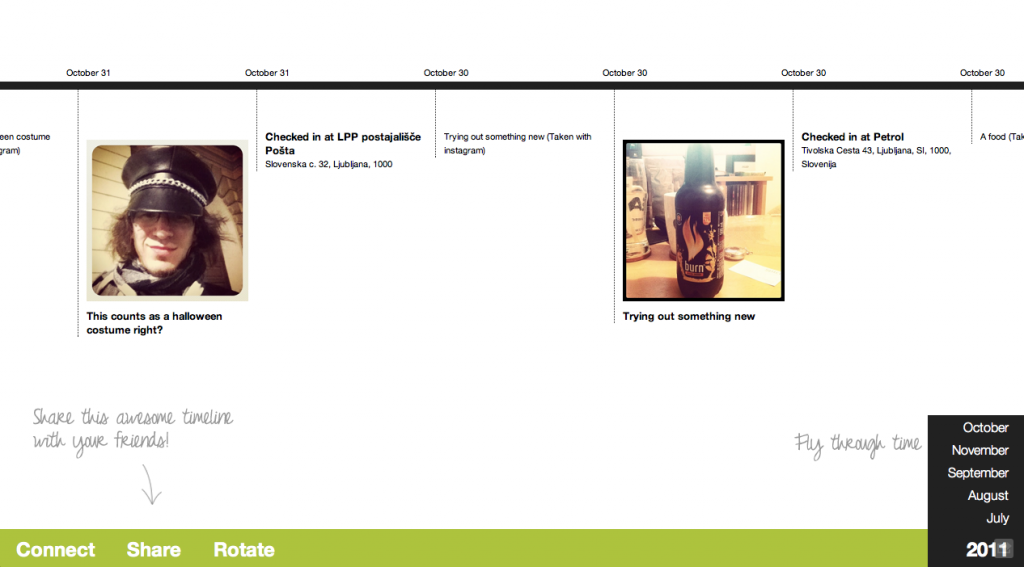 October 31
October 31
October 30
October 30
October 30
October 30
een costume
gram)
This counts as a halloween
costume right?
Checked in at LPP postajališče
Pošta
Slovenska c. 32, Ljubljana, 1000
Trying out something new (Taken with
instagram)
burn
Trying out something new
Checked in at Petrol
Tivolska Cesta 43, Ljubljana, SI, 1000,
Slovenija
A food (Tak
Share this awesome timeline
with your friends!
Fly through time
October
November
September
August
July
2011
Connect
Share
Rotate